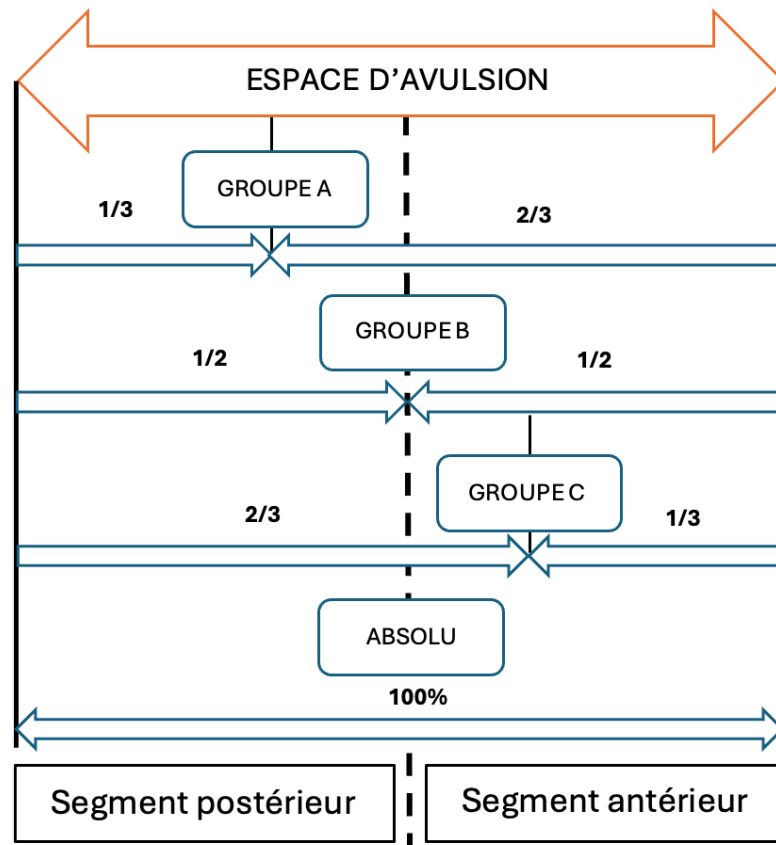 ESPACE D’AVULSION
GROUPE A
1/3
2/3
GROUPE B
1/2
1/2
GROUPE C
2/3
1/3
ABSOLU
100%
Segment postérieur
Segment antérieur